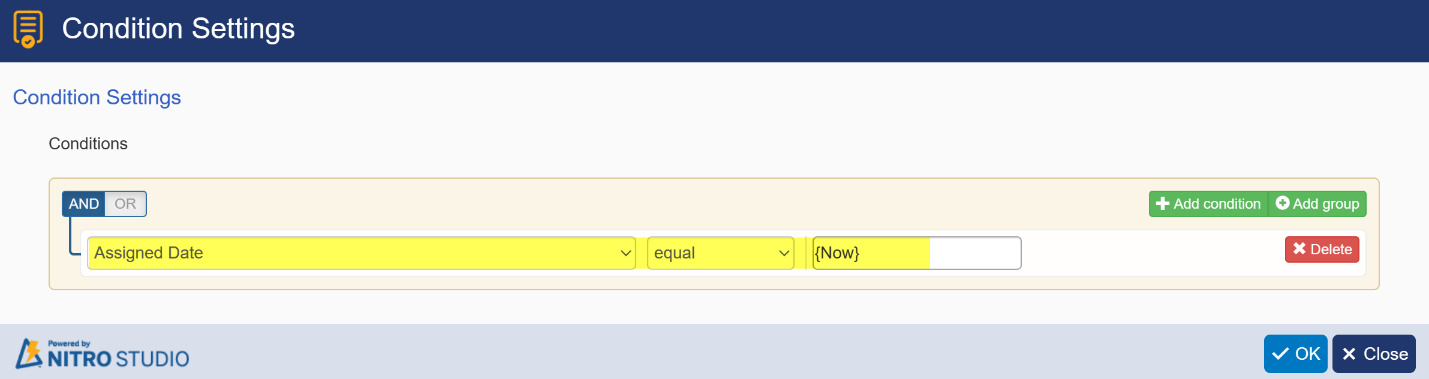 Condition Settings
Condition Settings
Conditions
AND OR
Add condition Add group
Assigned Date equal {Now} Delete
Powered by
NITRO STUDIO
OK Close